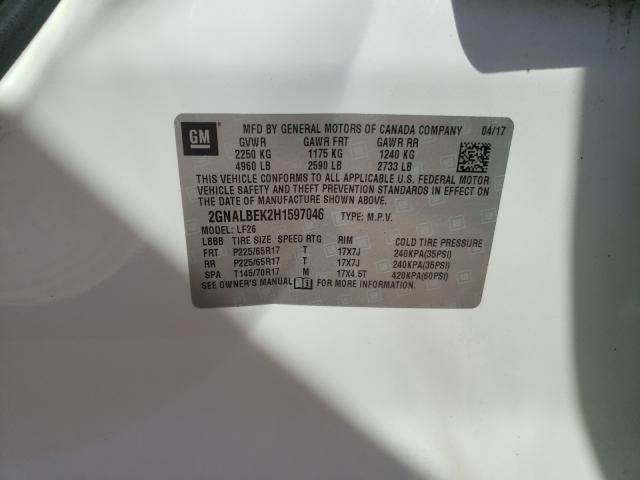 GM
MFD BY GENERAL MOTORS OF CANADA COMPANY 04/17
GVWR GAWR FRT GAWR RR
2250 KG 1175 KG 1240 KG
4960 LB 2590 LB 2733 LB
THIS VEHICLE CONFORMS TO ALL APPLICABLE U.S. FEDERAL MOTOR
VEHICLE SAFETY AND THEFT PREVENTION STANDARDS IN EFFECT ON
THE DATE OF MANUFACTURE SHOWN ABOVE.
2GNALBEK2H1597046 TYPE: M.P.V.
MODEL: LF26
LBBB TIRE SIZE SPEED RTG RIM COLD TIRE PRESSURE
FRT P225/65R17 T 17X7J 240KPA(35PSI)
RR P225/65R17 T 17X7J 240KPA(35PSI)
SPA T145/70R17 M 17X4.5T 420KPA(60PSI)
SEE OWNER'S MANUAL FOR MORE INFORMATION.